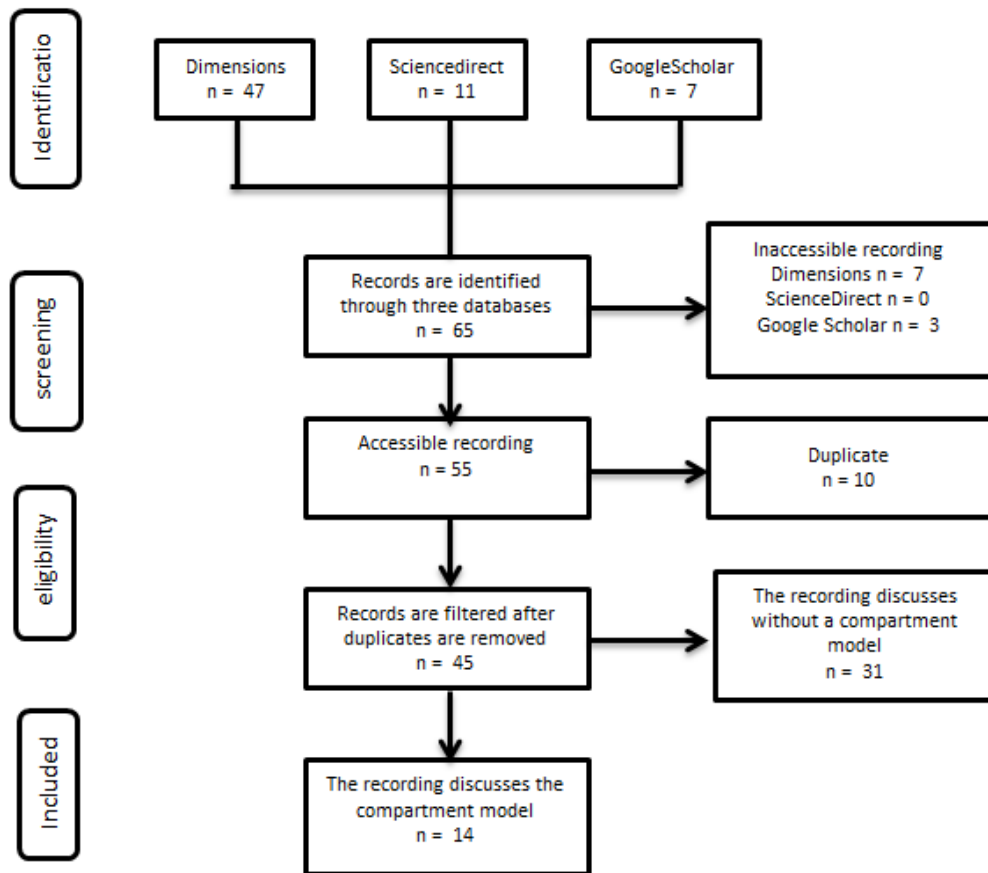 Identificatio
Dimensions
n = 47
Sciencedirect
n = 11
GoogleScholar
n = 7
screening
Records are identified
through three databases
n = 65
Inaccessible recording
Dimensions n = 7
ScienceDirect n = 0
Google Scholar n = 3
Accessible recording
n = 55
Duplicate
n = 10
eligibility
Records are filtered after
duplicates are removed
n = 45
The recording discusses
without a compartment
model
n = 31
Included
The recording discusses the
compartment model
n = 14